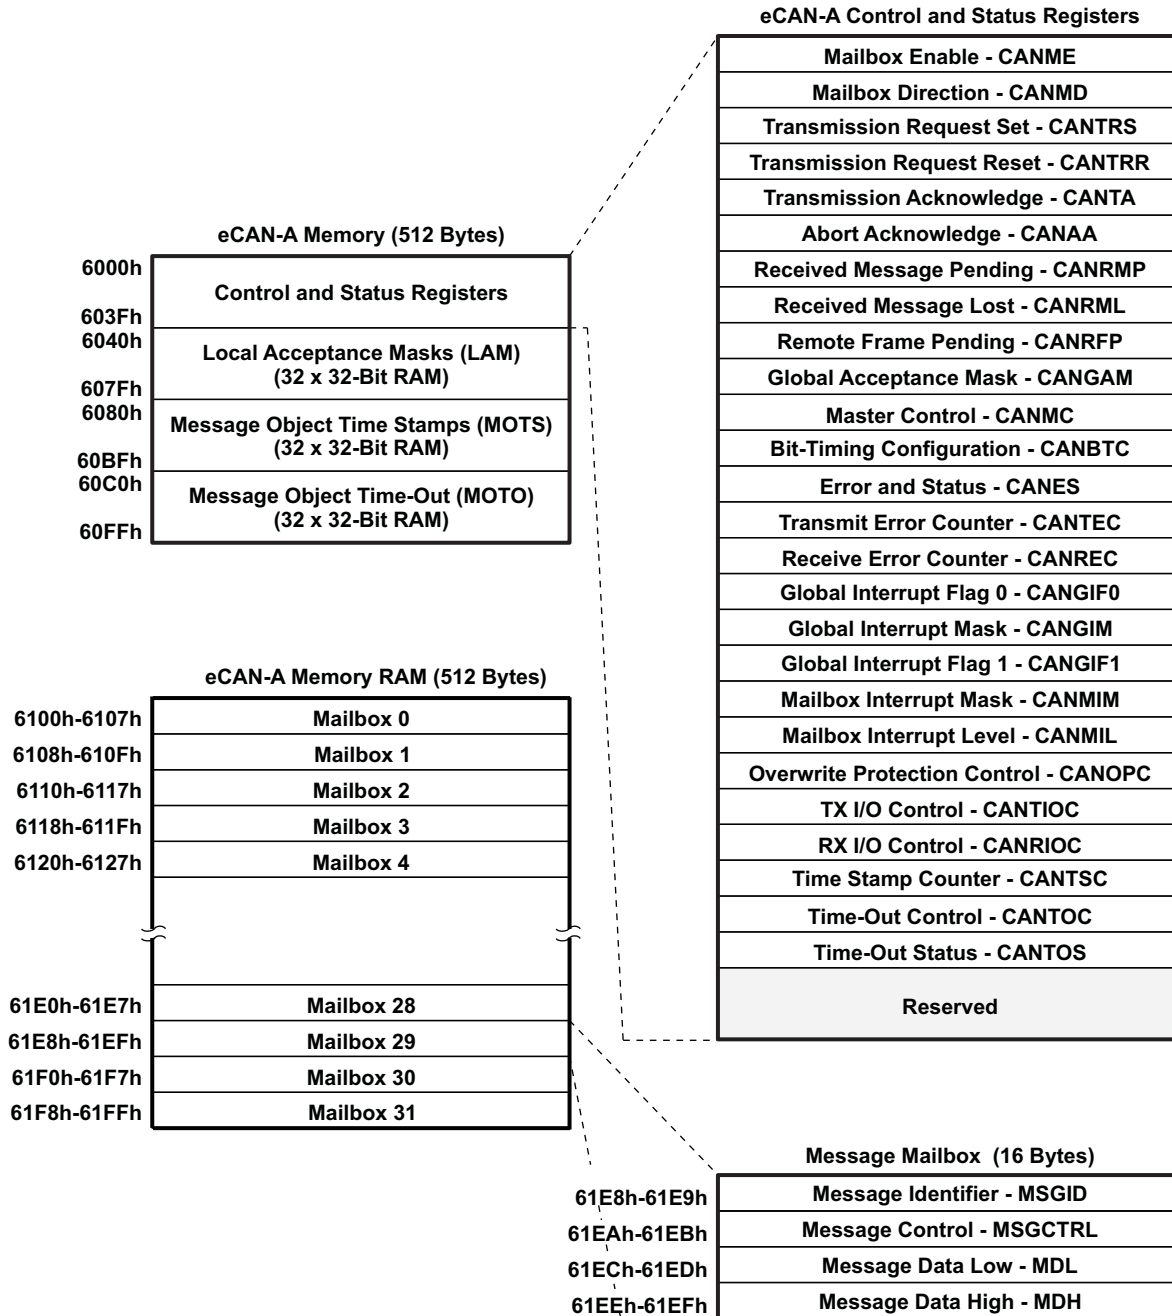 eCAN-A Control and Status Registers
Mailbox Enable - CANME
Mailbox Direction - CANMD
Transmission Request Set - CANTRS
Transmission Request Reset - CANTRR
Transmission Acknowledge - CANTA
Abort Acknowledge - CANAA
Received Message Pending - CANRMP
Received Message Lost - CANRML
Remote Frame Pending - CANRFP
Global Acceptance Mask - CANGAM
Master Control - CANMC
Bit-Timing Configuration - CANBTC
Error and Status - CANES
Transmit Error Counter - CANTEC
Receive Error Counter - CANREC
Global Interrupt Flag 0 - CANGIF0
Global Interrupt Mask - CANGIM
Global Interrupt Flag 1 - CANGIF1
Mailbox Interrupt Mask - CANMIM
Mailbox Interrupt Level - CANMIL
Overwrite Protection Control - CANOPC
TX I/O Control - CANTIOC
RX I/O Control - CANRIOC
Time Stamp Counter - CANTSC
Time-Out Control - CANTOC
Time-Out Status - CANTOS
Reserved
eCAN-A Memory (512 Bytes)
6000h
Control and Status Registers
603Fh
6040h
Local Acceptance Masks (LAM)
(32 x 32-Bit RAM)
607Fh
6080h
Message Object Time Stamps (MOTS)
(32 x 32-Bit RAM)
60BFh
60C0h
Message Object Time-Out (MOTO)
(32 x 32-Bit RAM)
60FFh
eCAN-A Memory RAM (512 Bytes)
6100h-6107h Mailbox 0
6108h-610Fh Mailbox 1
6110h-6117h Mailbox 2
6118h-611Fh Mailbox 3
6120h-6127h Mailbox 4
61E0h-61E7h Mailbox 28
61E8h-61EFh Mailbox 29
61F0h-61F7h Mailbox 30
61F8h-61FFh Mailbox 31
Message Mailbox (16 Bytes)
61E8h-61E9h Message Identifier - MSGID
61EAh-61EBh Message Control - MSGCTRL
61ECh-61EDh Message Data Low - MDL
61EEh-61EFh Message Data High - MDH